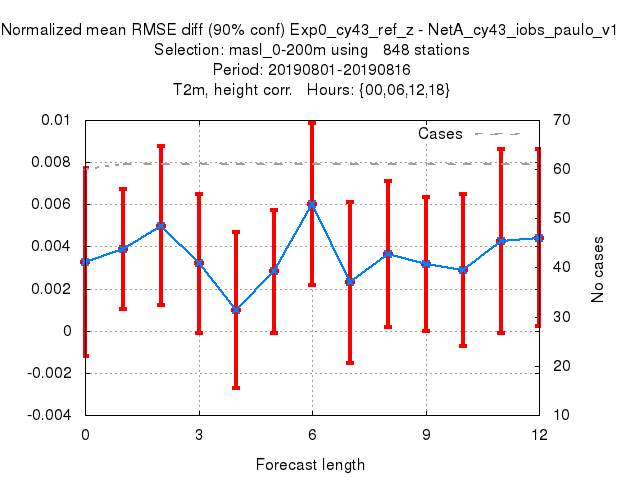 Normalized mean RMSE diff (90% conf) Exp0_cy43_ref_z - NetA_cy43_iobs_paulo_v1
Selection: masl_0-200m using   848 stations
Period: 20190801-20190816
T2m, height corr.   Hours: {00,06,12,18}
0.01
0.008
0.006
0.004
0.002
0
-0.002
-0.004
Cases
70
60
50
40
30
20
10
No cases
0 3 6 9 12
Forecast length